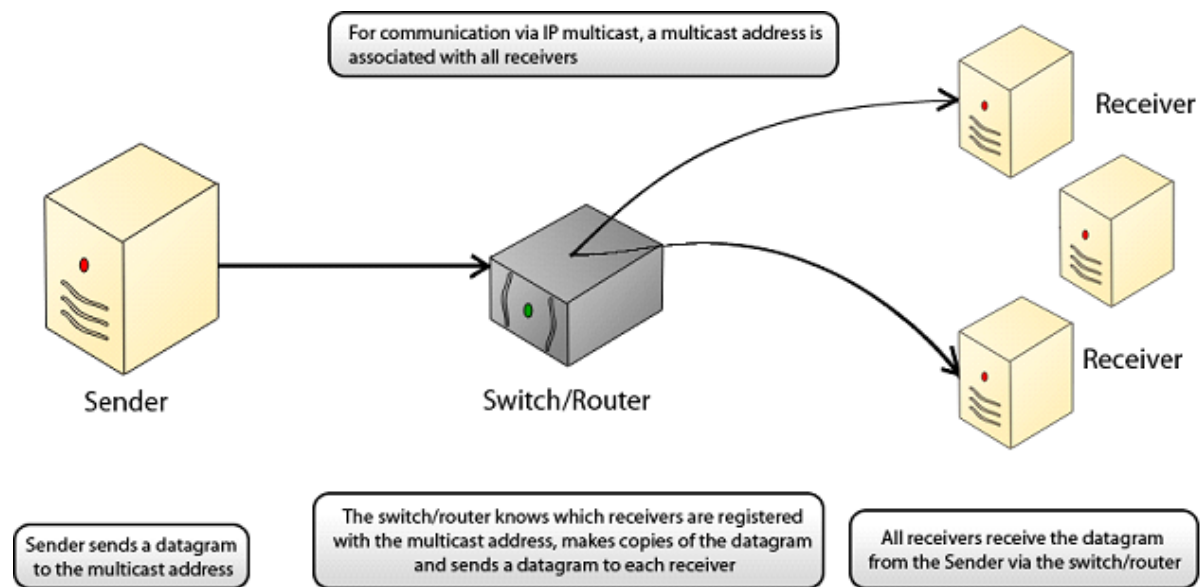 For communication via IP multicast, a multicast address is
associated with all receivers
Receiver
Sender
Switch/Router
Receiver
Sender sends a datagram
to the multicast address
The switch/router knows which receivers are registered
with the multicast address, makes copies of the datagram
and sends a datagram to each receiver
All receivers receive the datagram
from the Sender via the switch/router